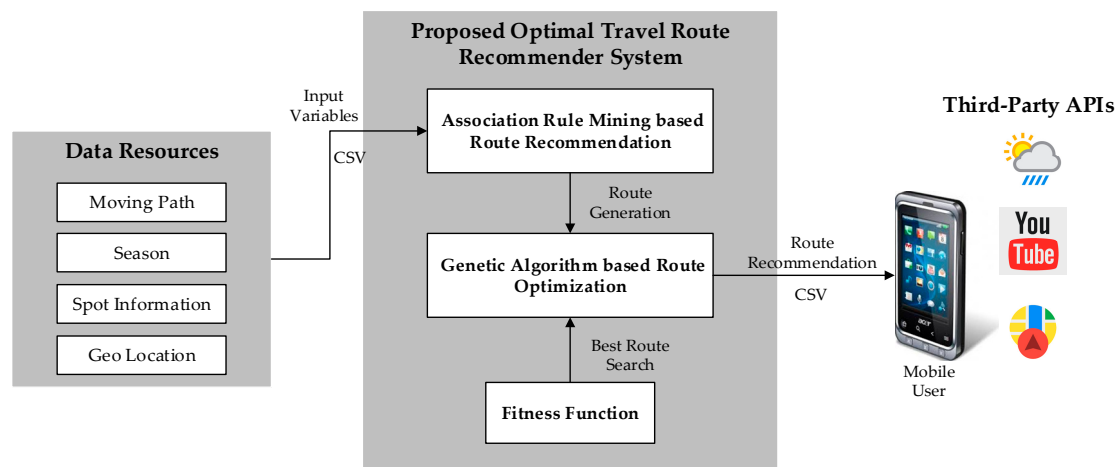 Data Resources
Moving Path
Season
Spot Information
Geo Location
Input
Variables
CSV
Proposed Optimal Travel Route
Recommender System
Association Rule Mining based
Route Recommendation
Route
Generation
Genetic Algorithm based Route
Optimization
Best Route
Search
Fitness Function
Route
Recommendation
CSV
Third-Party APIs
You
Tube
acer
Mobile
User